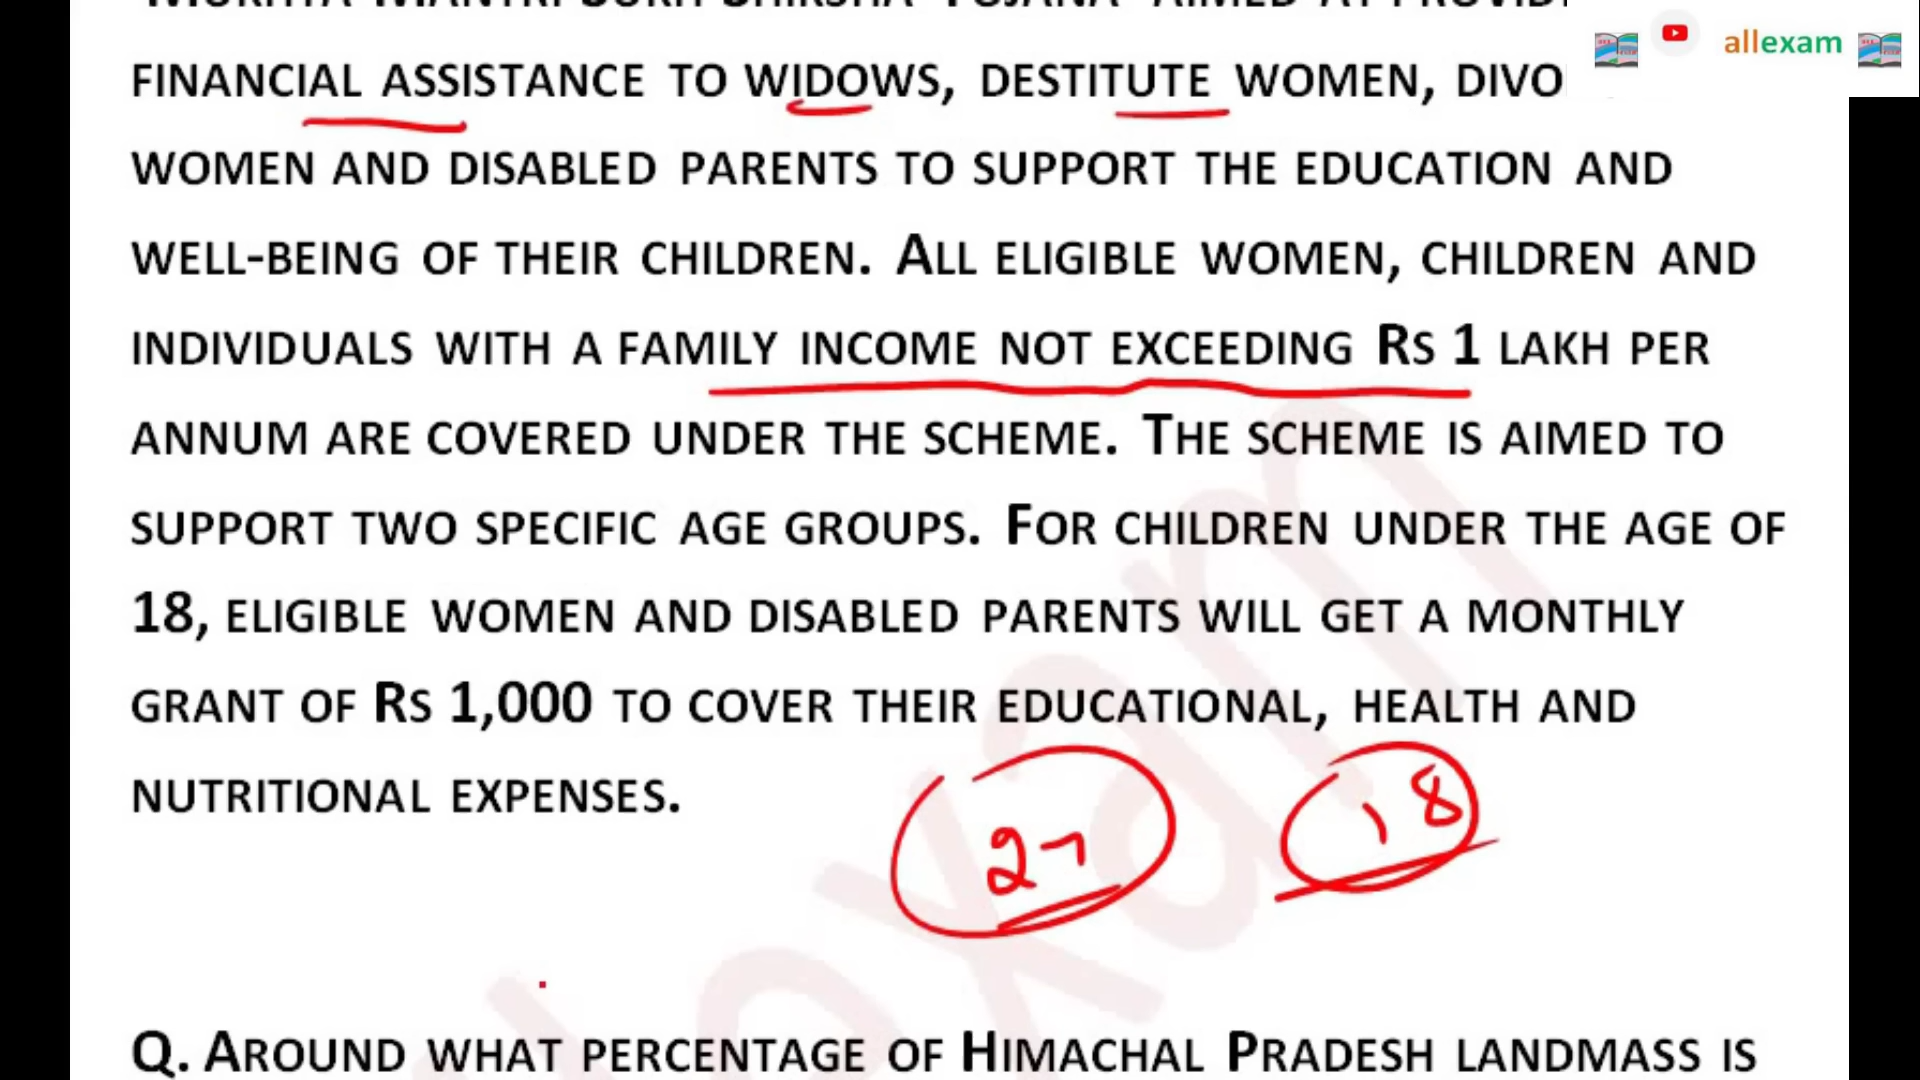 allexam
FINANCIAL ASSISTANCE TO WIDOWS, DESTITUTE WOMEN, DIVO
WOMEN AND DISABLED PARENTS TO SUPPORT THE EDUCATION AND
WELL-BEING OF THEIR CHILDREN. ALL ELIGIBLE WOMEN, CHILDREN AND
INDIVIDUALS WITH A FAMILY INCOME NOT EXCEEDING RS 1 LAKH PER
ANNUM ARE COVERED UNDER THE SCHEME. THE SCHEME IS AIMED TO
SUPPORT TWO SPECIFIC AGE GROUPS. FOR CHILDREN UNDER THE AGE OF
18, ELIGIBLE WOMEN AND DISABLED PARENTS WILL GET A MONTHLY
GRANT OF RS 1,000 TO COVER THEIR EDUCATIONAL, HEALTH AND
NUTRITIONAL EXPENSES.
27 18
Q. AROUND WHAT PERCENTAGE OF HIMACHAL PRADESH LANDMASS IS